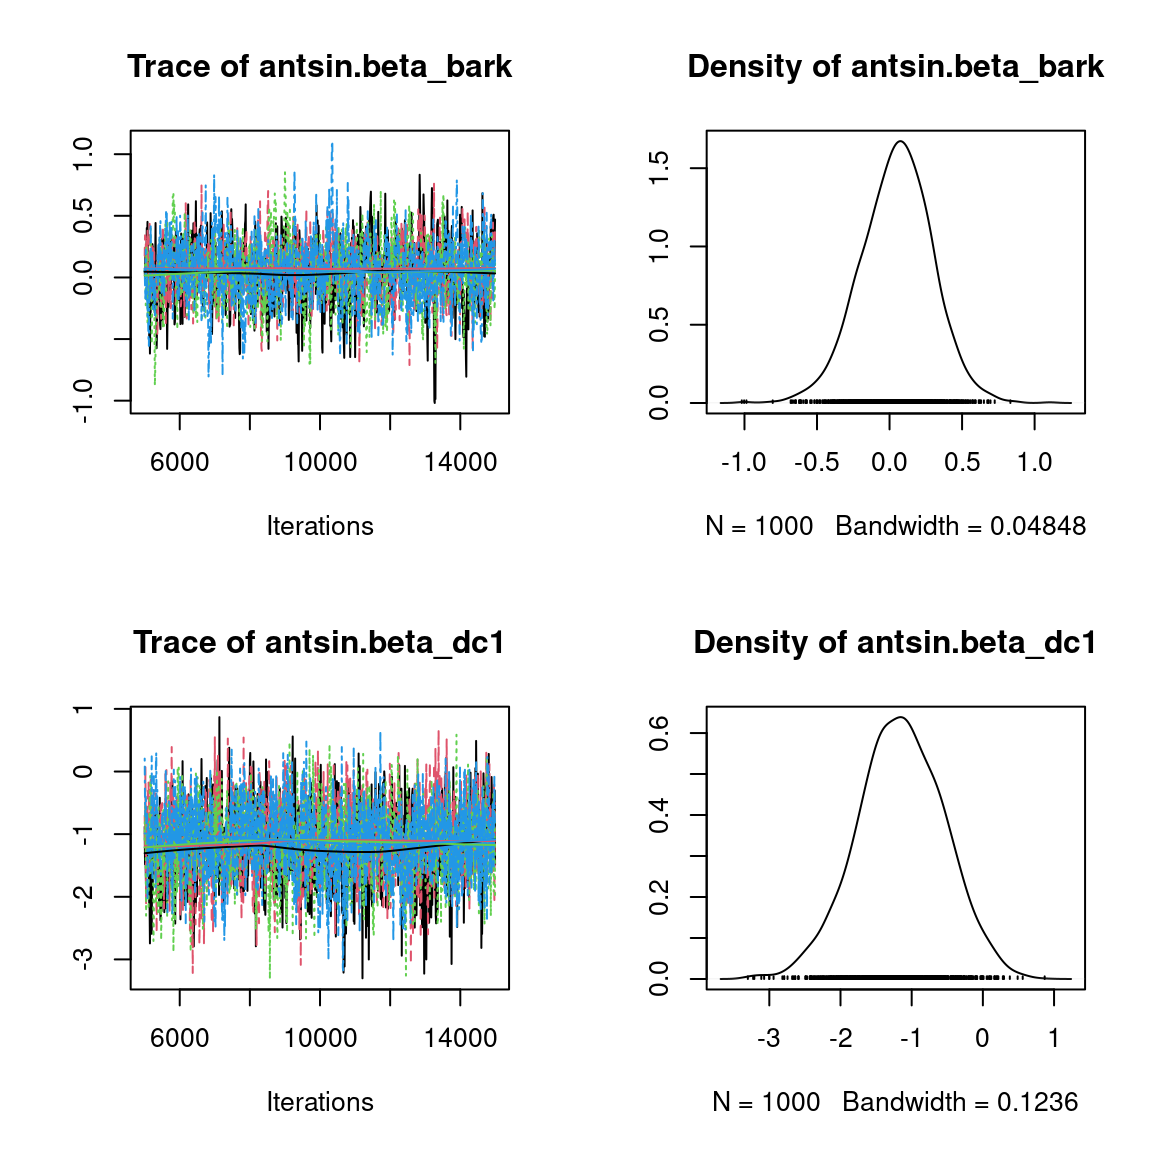 Trace of antsin.beta_bark
Density of antsin.beta_bark
1.0
0.5
0.0
-1.0
6000 10000 14000
Iterations
1.5
1.0
0.5
0.0
-1.0 -0.5 0.0 0.5 1.0
N = 1000 Bandwidth = 0.04848
Trace of antsin.beta_dc1
Density of antsin.beta_dc1
1
0
-1
-2
-3
6000 10000 14000
Iterations
0.6
0.4
0.2
0.0
-3 -2 -1 0 1
N = 1000 Bandwidth = 0.1236